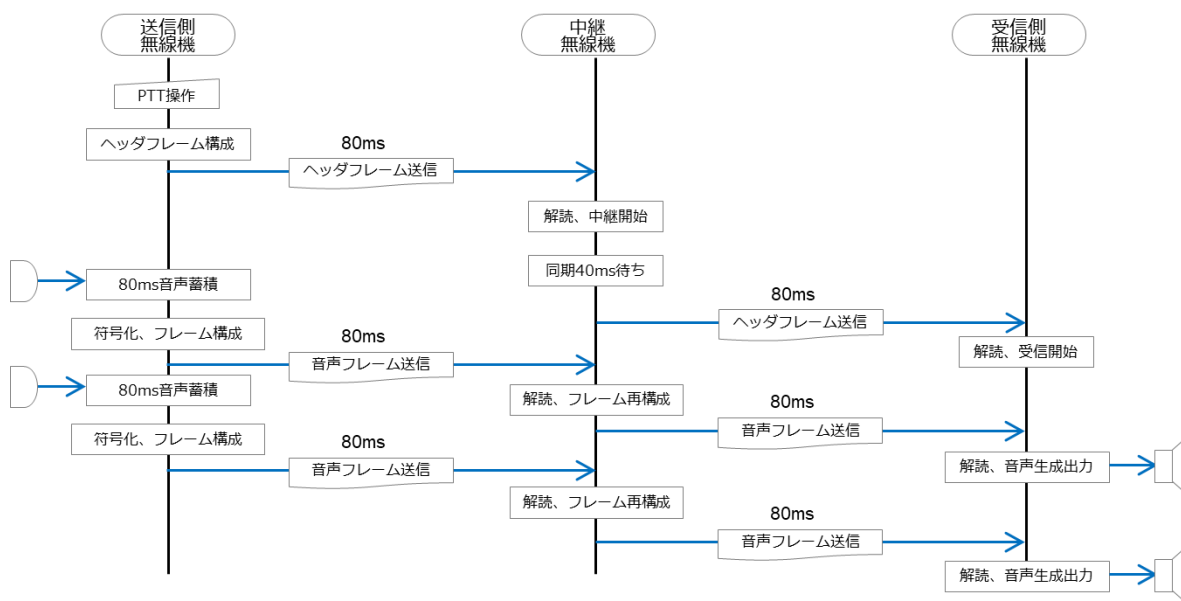 送信側
無線機
中継
無線機
受信側
無線機
PTT操作
ヘッダフレーム構成
80ms
ヘッダフレーム送信
解読、中継開始
同期40ms待ち
80ms音声蓄積
80ms
ヘッダフレーム送信
符号化、フレーム構成
80ms
音声フレーム送信
解読、受信開始
80ms音声蓄積
解読、フレーム再構成
80ms
音声フレーム送信
符号化、フレーム構成
80ms
音声フレーム送信
解読、音声生成出力
解読、フレーム再構成
80ms
音声フレーム送信
解読、音声生成出力